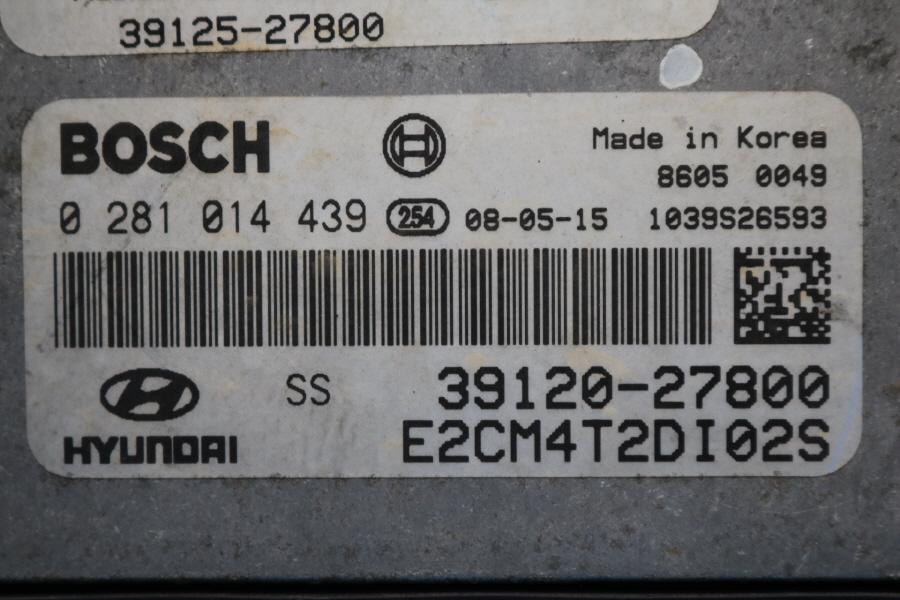 39125-27800
BOSCH
Made in Korea
8605 0049
0 281 014 439 254 08-05-15 1039S26593
SS 39120-27800
HYUNDAI E2CM4T2DI02S